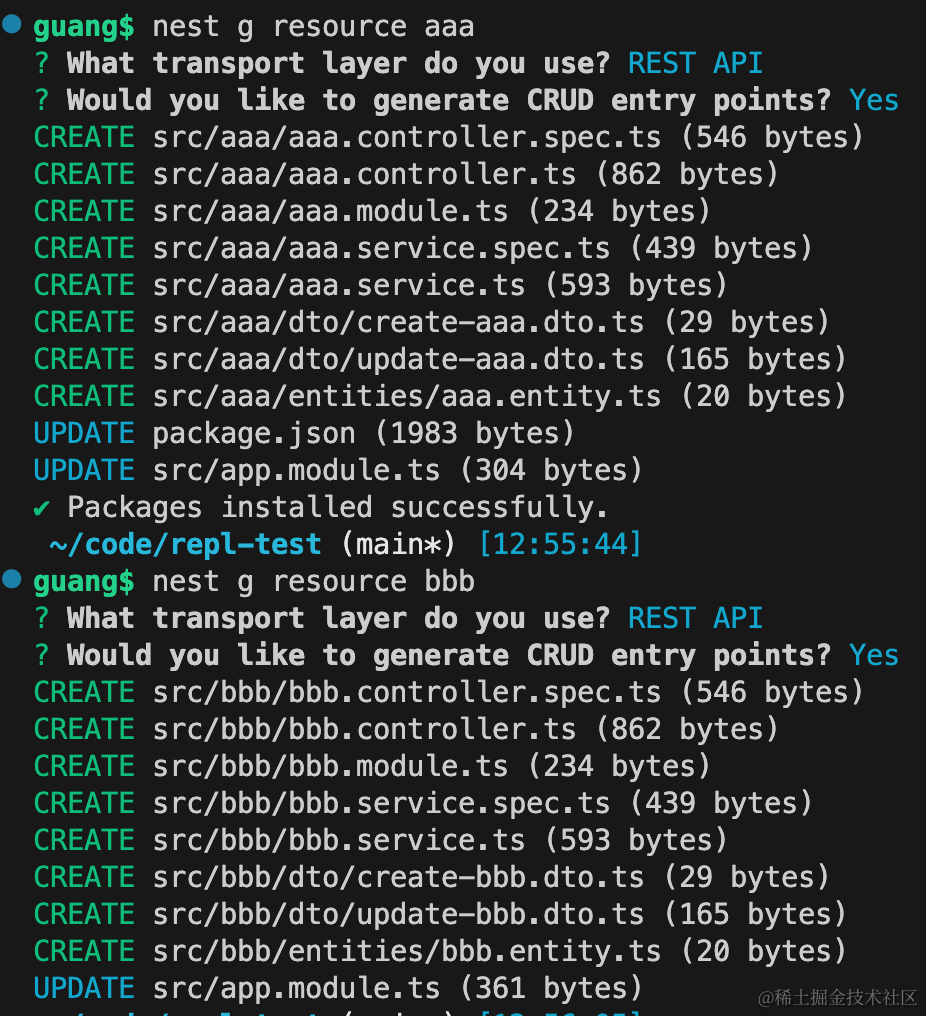 guang$ nest g resource aaa
? What transport layer do you use? REST API
? Would you like to generate CRUD entry points? Yes
CREATE src/aaa/aaa.controller.spec.ts (546 bytes)
CREATE src/aaa/aaa.controller.ts (862 bytes)
CREATE src/aaa/aaa.module.ts (234 bytes)
CREATE src/aaa/aaa.service.spec.ts (439 bytes)
CREATE src/aaa/aaa.service.ts (593 bytes)
CREATE src/aaa/dto/create-aaa.dto.ts (29 bytes)
CREATE src/aaa/dto/update-aaa.dto.ts (165 bytes)
CREATE src/aaa/entities/aaa.entity.ts (20 bytes)
UPDATE package.json (1983 bytes)
UPDATE src/app.module.ts (304 bytes)
✔ Packages installed successfully.
~/code/repl-test (main*) [12:55:44]
guang$ nest g resource bbb
? What transport layer do you use? REST API
? Would you like to generate CRUD entry points? Yes
CREATE src/bbb/bbb.controller.spec.ts (546 bytes)
CREATE src/bbb/bbb.controller.ts (862 bytes)
CREATE src/bbb/bbb.module.ts (234 bytes)
CREATE src/bbb/bbb.service.spec.ts (439 bytes)
CREATE src/bbb/bbb.service.ts (593 bytes)
CREATE src/bbb/dto/create-bbb.dto.ts (29 bytes)
CREATE src/bbb/dto/update-bbb.dto.ts (165 bytes)
CREATE src/bbb/entities/bbb.entity.ts (20 bytes)
UPDATE src/app.module.ts (361 bytes)
@稀土掘金技术社区